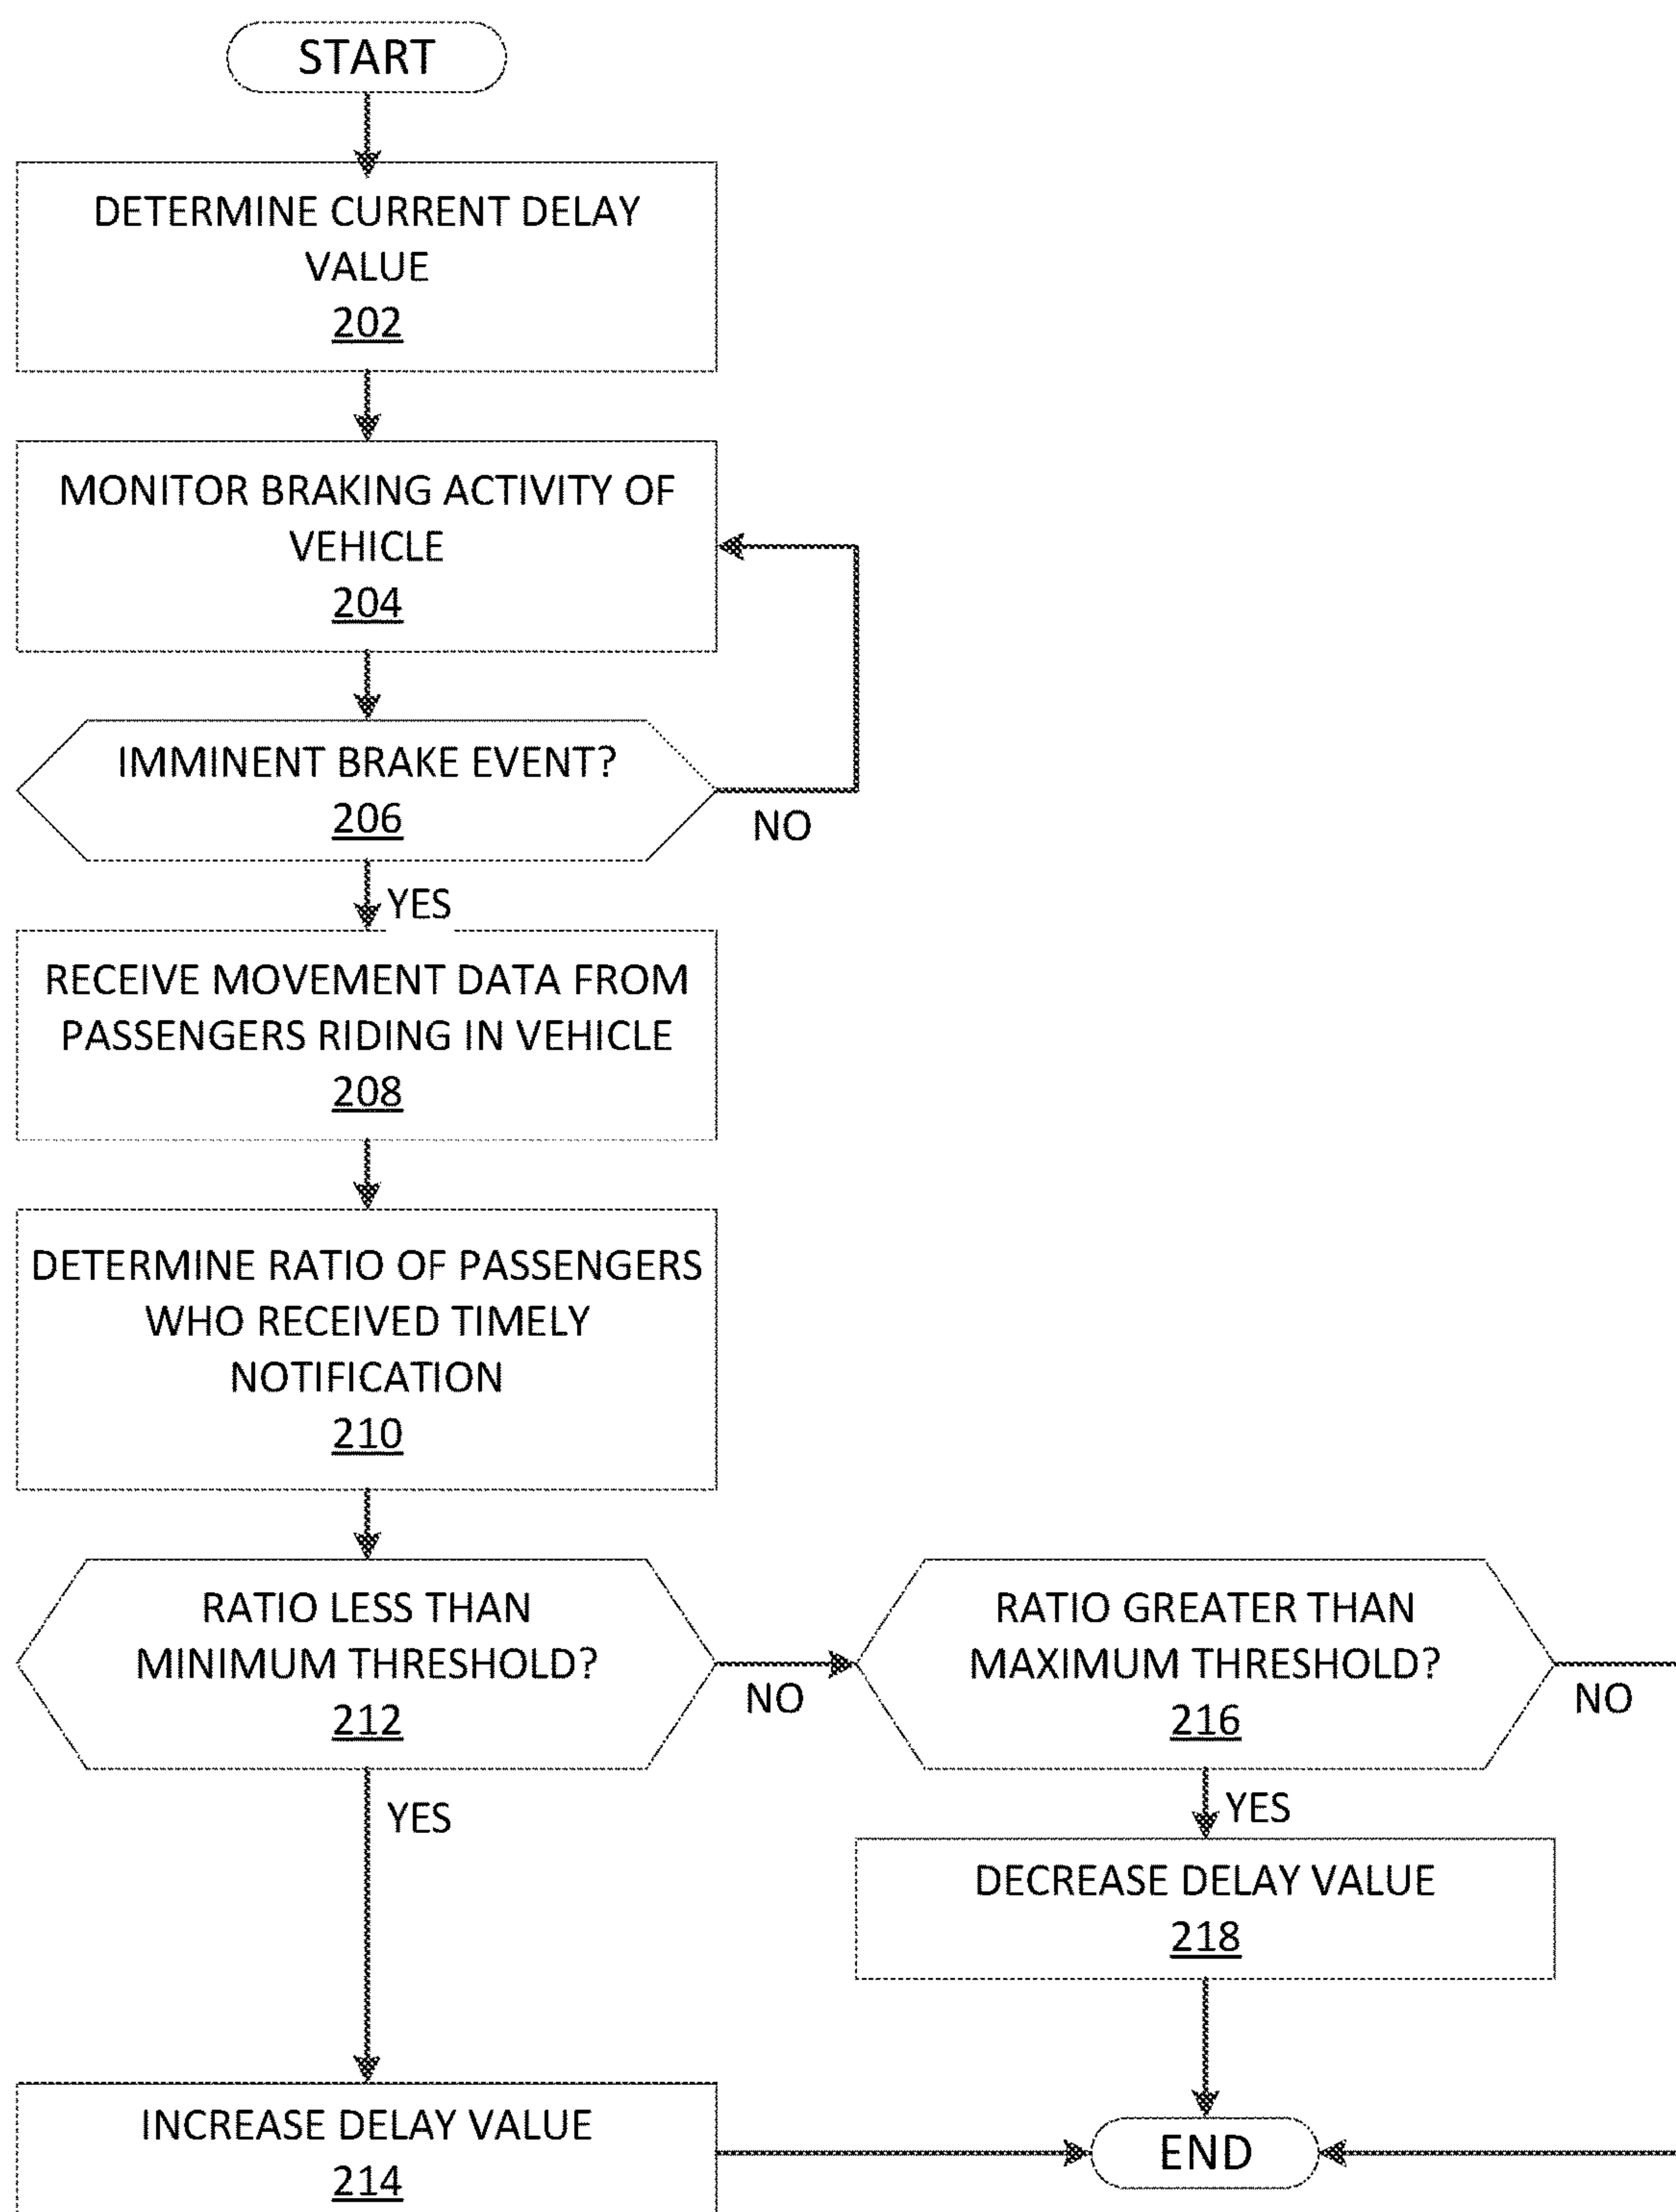 START
DETERMINE CURRENT DELAY
VALUE
202
MONITOR BRAKING ACTIVITY OF
VEHICLE
204
IMMINENT BRAKE EVENT?
206
NO
YES
RECEIVE MOVEMENT DATA FROM
PASSENGERS RIDING IN VEHICLE
208
DETERMINE RATIO OF PASSENGERS
WHO RECEIVED TIMELY
NOTIFICATION
210
RATIO LESS THAN
MINIMUM THRESHOLD?
212
NO
RATIO GREATER THAN
MAXIMUM THRESHOLD?
216
NO
YES
YES
DECREASE DELAY VALUE
218
INCREASE DELAY VALUE
214
END